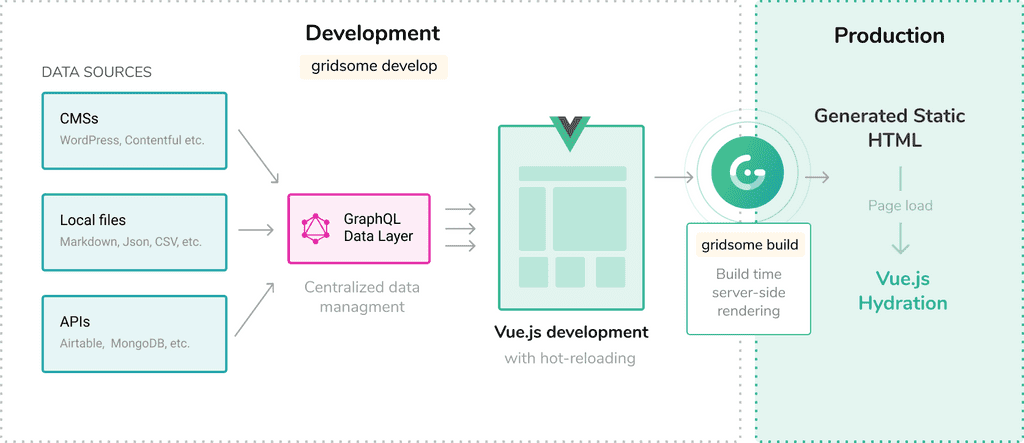 Development
gridsome develop
DATA SOURCES
CMSs
WordPress, Contentful etc.
Local files
Markdown, Json, CSV, etc.
APIs
Airtable, MongoDB, etc.
GraphQL
Data Layer
Centralized data
managment
Vue.js development
with hot-reloading
gridsome build
Build time
server-side
rendering
Production
Generated Static
HTML
Page load
Vue.js
Hydration